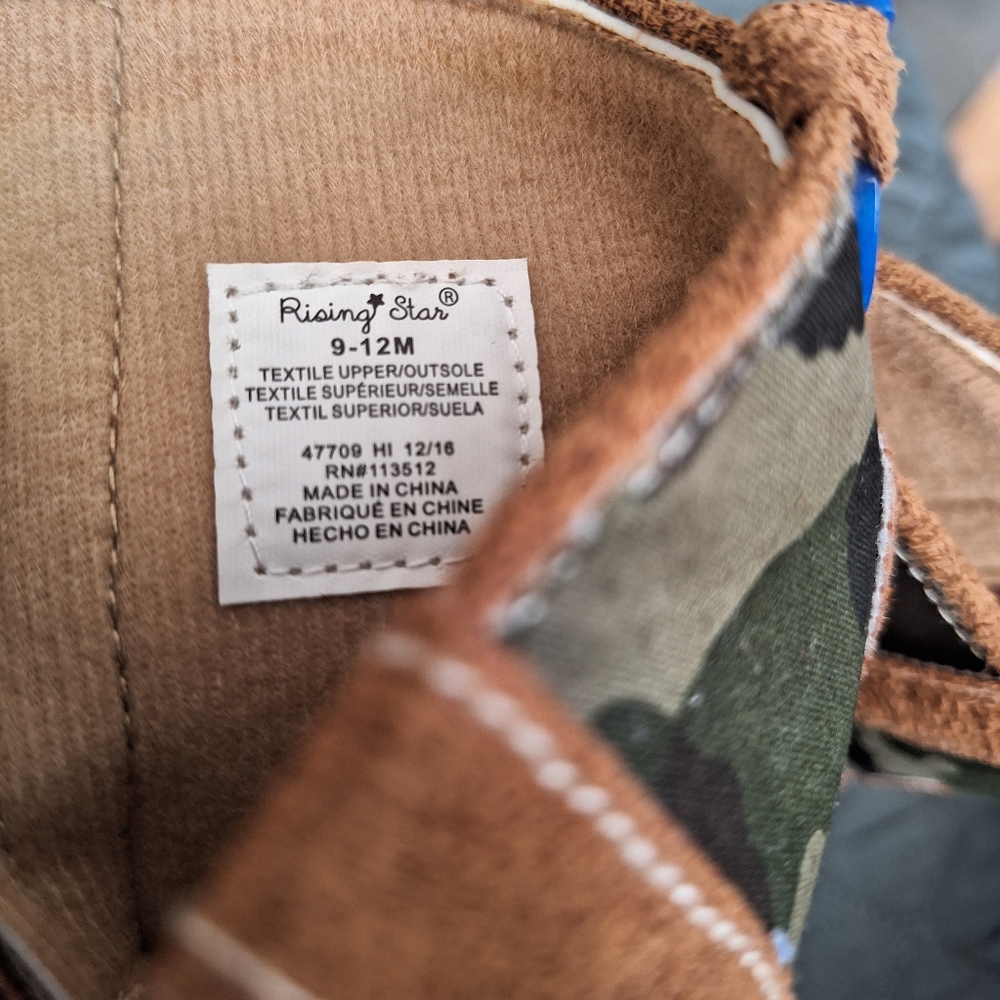 Rising Star®
9-12M
TEXTILE UPPER/OUTSOLE
TEXTILE SUPÉRIEUR/SEMELLE
TEXTIL SUPERIOR/SUELA
47709 HI 12/16
RN#113512
MADE IN CHINA
FABRIQUÉ EN CHINE
HECHO EN CHINA